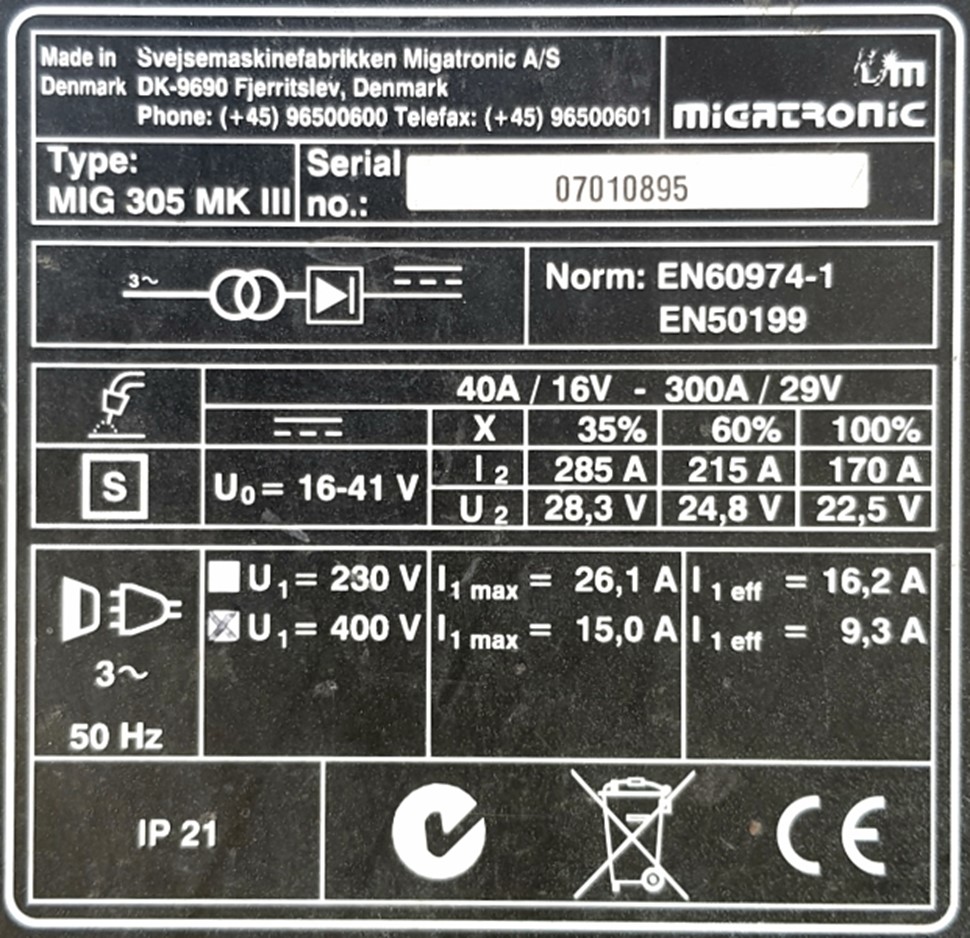 Made in Svejsemaskinefabrikken Migatronic A/S
Denmark DK-9690 Fjerritslev, Denmark
Phone: (+45) 96500600 Telefax: (+45) 96500601
MIGATRONIC
Type:
MIG 305 MK III
Serial
no.:
07010895
3~
Norm: EN60974-1
EN50199
40A / 16V - 300A / 29V
X 35% 60% 100%
S
U0= 16-41 V
I 2 285 A 215 A 170 A
U 2 28,3 V 24,8 V 22,5 V
U1= 230 V I1 max = 26,1 A I 1 eff = 16,2 A
U1= 400 V I1 max = 15,0 A I 1 eff = 9,3 A
3~
50 Hz
IP 21
CE